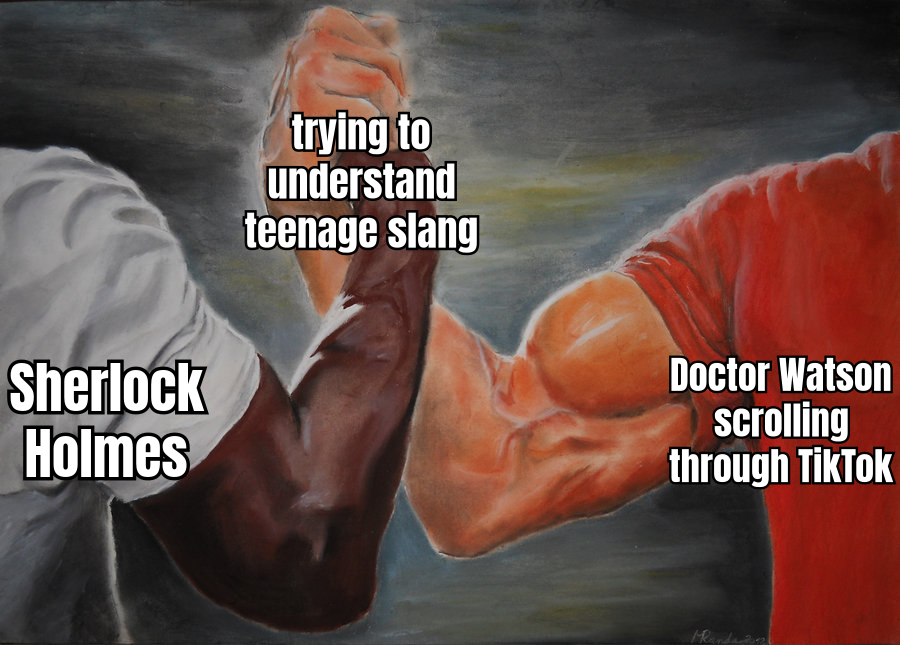 trying to
understand
teenage slang
Sherlock
Holmes
Doctor Watson
scrolling
through TikTok